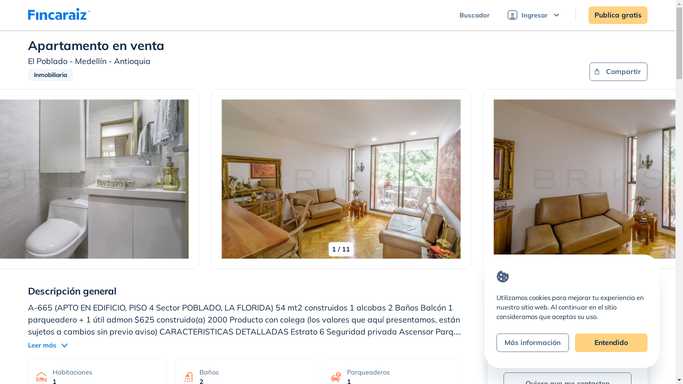 Fincaraiz
Buscador
Ingresar
Publica gratis
Apartamento en venta
El Poblado - Medellín - Antioquia
Inmobiliaria
Compartir
BRIKS
1 / 11
Descripción general
A-665 (APTO EN EDIFICIO, PISO 4 Sector POBLADO, LA FLORIDA) 54 mt2 construidos 1 alcobas 2 Baños Balcón 1
parqueadero + 1 útil admon $625 construido(a) 2000 Producto con colega (los valores que aquí presentamos, están
sujetos a cambios sin previo aviso) CARACTERISTICAS DETALLADAS Estrato 6 Seguridad privada Ascensor Parq...
Leer más
Habitaciones
1
Baños
2
Parqueaderos
1
Utilizamos cookies para mejorar tu experiencia en
nuestro sitio web. Al continuar en el sitio
consideramos que aceptas su uso.
Más información
Entendido
Quiero que me contacten